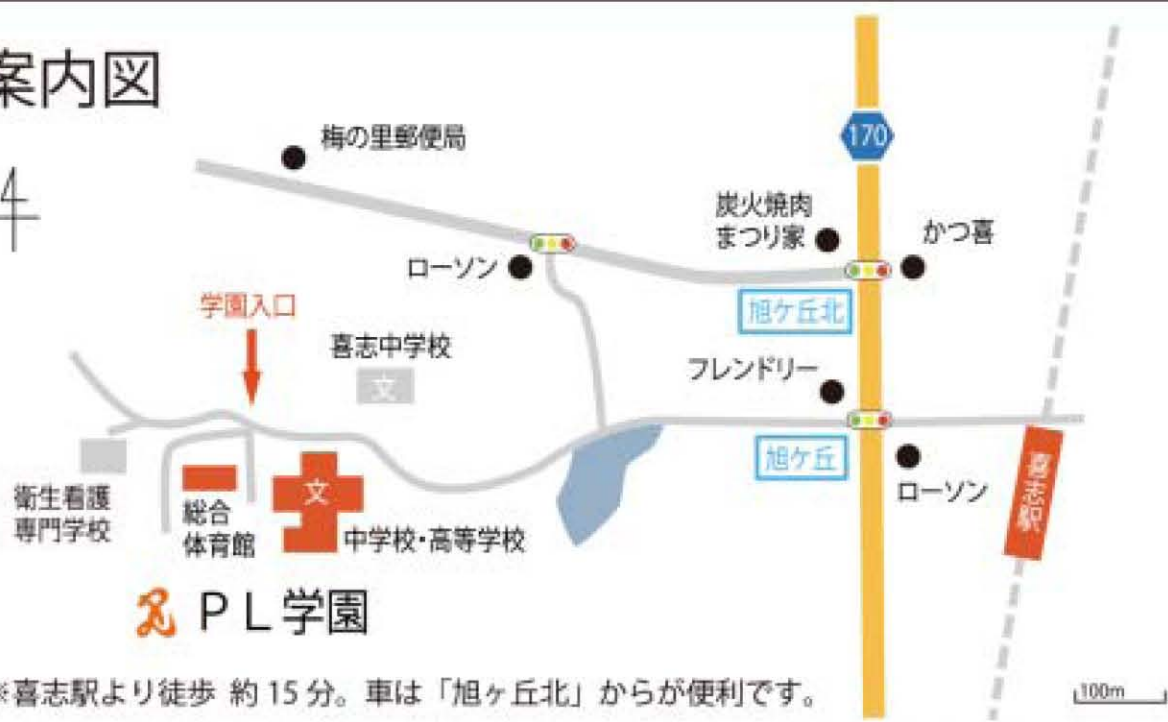 案内図
梅の里郵便局
170
炭火焼肉
まつり家
かつ喜
ローソン
旭ケ丘北
学園入口
喜志中学校
文
フレンドリー
旭ケ丘
ローソン
喜志駅
衛生看護
専門学校
総合
体育館
文
中学校・高等学校
PL学園
※喜志駅より徒歩 約15分。車は「旭ヶ丘北」からが便利です。
100m